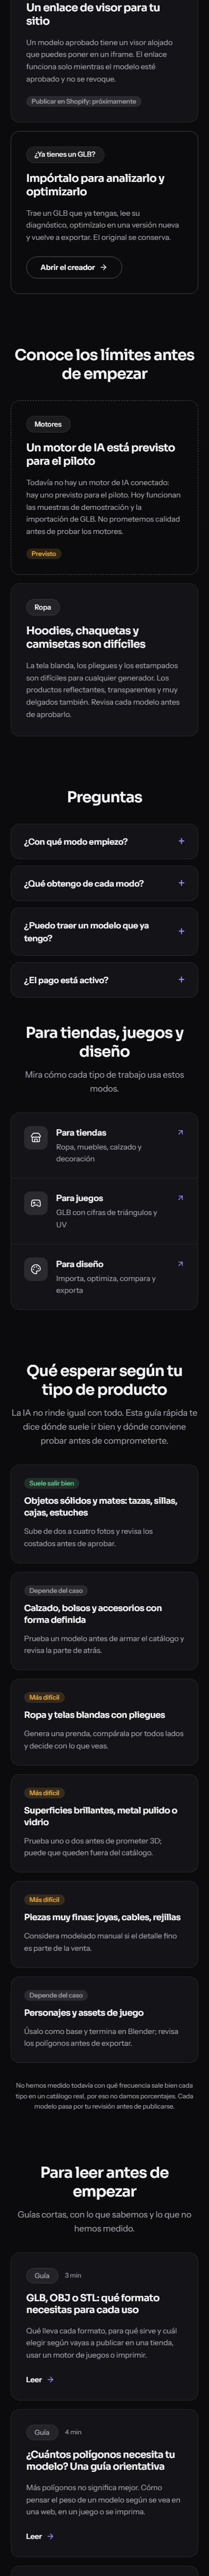 Un enlace de visor para tu
sitio
Un modelo aprobado tiene un visor alojado
que puedes poner en un iframe. El enlace
funciona solo mientras el modelo esté
aprobado y no se revoque.
Publicar en Shopify: próximamente
¿Ya tienes un GLB?
Impórtalo para analizarlo y
optimizarlo
Trae un GLB que ya tengas, lee su
diagnóstico, optimízalo en una versión nueva
y vuelve a exportar. El original se conserva.
Abrir el creador →
Conoce los límites antes
de empezar
Motores
Un motor de IA está previsto
para el piloto
Todavía no hay un motor de IA conectado:
hay uno previsto para el piloto. Hoy funcionan
las muestras de demostración y la
importación de GLB. No prometemos calidad
antes de probar los motores.
Previsto
Ropa
Hoodies, chaquetas y
camisetas son difíciles
La tela blanda, los pliegues y los estampados
son difíciles para cualquier generador. Los
productos reflectantes, transparentes y muy
delgados también. Revisa cada modelo antes
de aprobarlo.
Preguntas
¿Con qué modo empiezo? +
¿Qué obtengo de cada modo? +
¿Puedo traer un modelo que ya
tengo? +
¿El pago está activo? +
Para tiendas, juegos y
diseño
Mira cómo cada tipo de trabajo usa estos
modos.
Para tiendas
Ropa, muebles, calzado y
decoración
Para juegos
GLB con cifras de triángulos y
UV
Para diseño
Importa, optimiza, compara y
exporta
Qué esperar según tu
tipo de producto
La IA no rinde igual con todo. Esta guía rápida te
dice dónde suele ir bien y dónde conviene
probar antes de comprometerte.
Suele salir bien
Objetos sólidos y mates: tazas, sillas,
cajas, estuches
Sube de dos a cuatro fotos y revisa los
costados antes de aprobar.
Depende del caso
Calzado, bolsos y accesorios con
forma definida
Prueba un modelo antes de armar el catálogo y
revisa la parte de atrás.
Más difícil
Ropa y telas blandas con pliegues
Genera una prenda, compárala por todos lados
y decide con lo que veas.
Más difícil
Superficies brillantes, metal pulido o
vidrio
Prueba uno o dos antes de prometer 3D;
puede que queden fuera del catálogo.
Más difícil
Piezas muy finas: joyas, cables, rejillas
Considera modelado manual si el detalle fino
es parte de la venta.
Depende del caso
Personajes y assets de juego
Úsalo como base y termina en Blender; revisa
los polígonos antes de exportar.
No hemos medido todavía con qué frecuencia sale bien cada
tipo en un catálogo real, por eso no damos porcentajes. Cada
modelo pasa por tu revisión antes de publicarse.
Para leer antes de
empezar
Guías cortas, con lo que sabemos y lo que no
hemos medido.
Guía 3 min
GLB, OBJ o STL: qué formato
necesitas para cada uso
Qué lleva cada formato, para qué sirve y cuál
elegir según vayas a publicar en una tienda,
usar un motor de juegos o imprimir.
Leer →
Guía 4 min
¿Cuántos polígonos necesita tu
modelo? Una guía orientativa
Más polígonos no significa mejor. Cómo
pensar el peso de un modelo según se vea en
una web, en un juego o se imprima.
Leer →